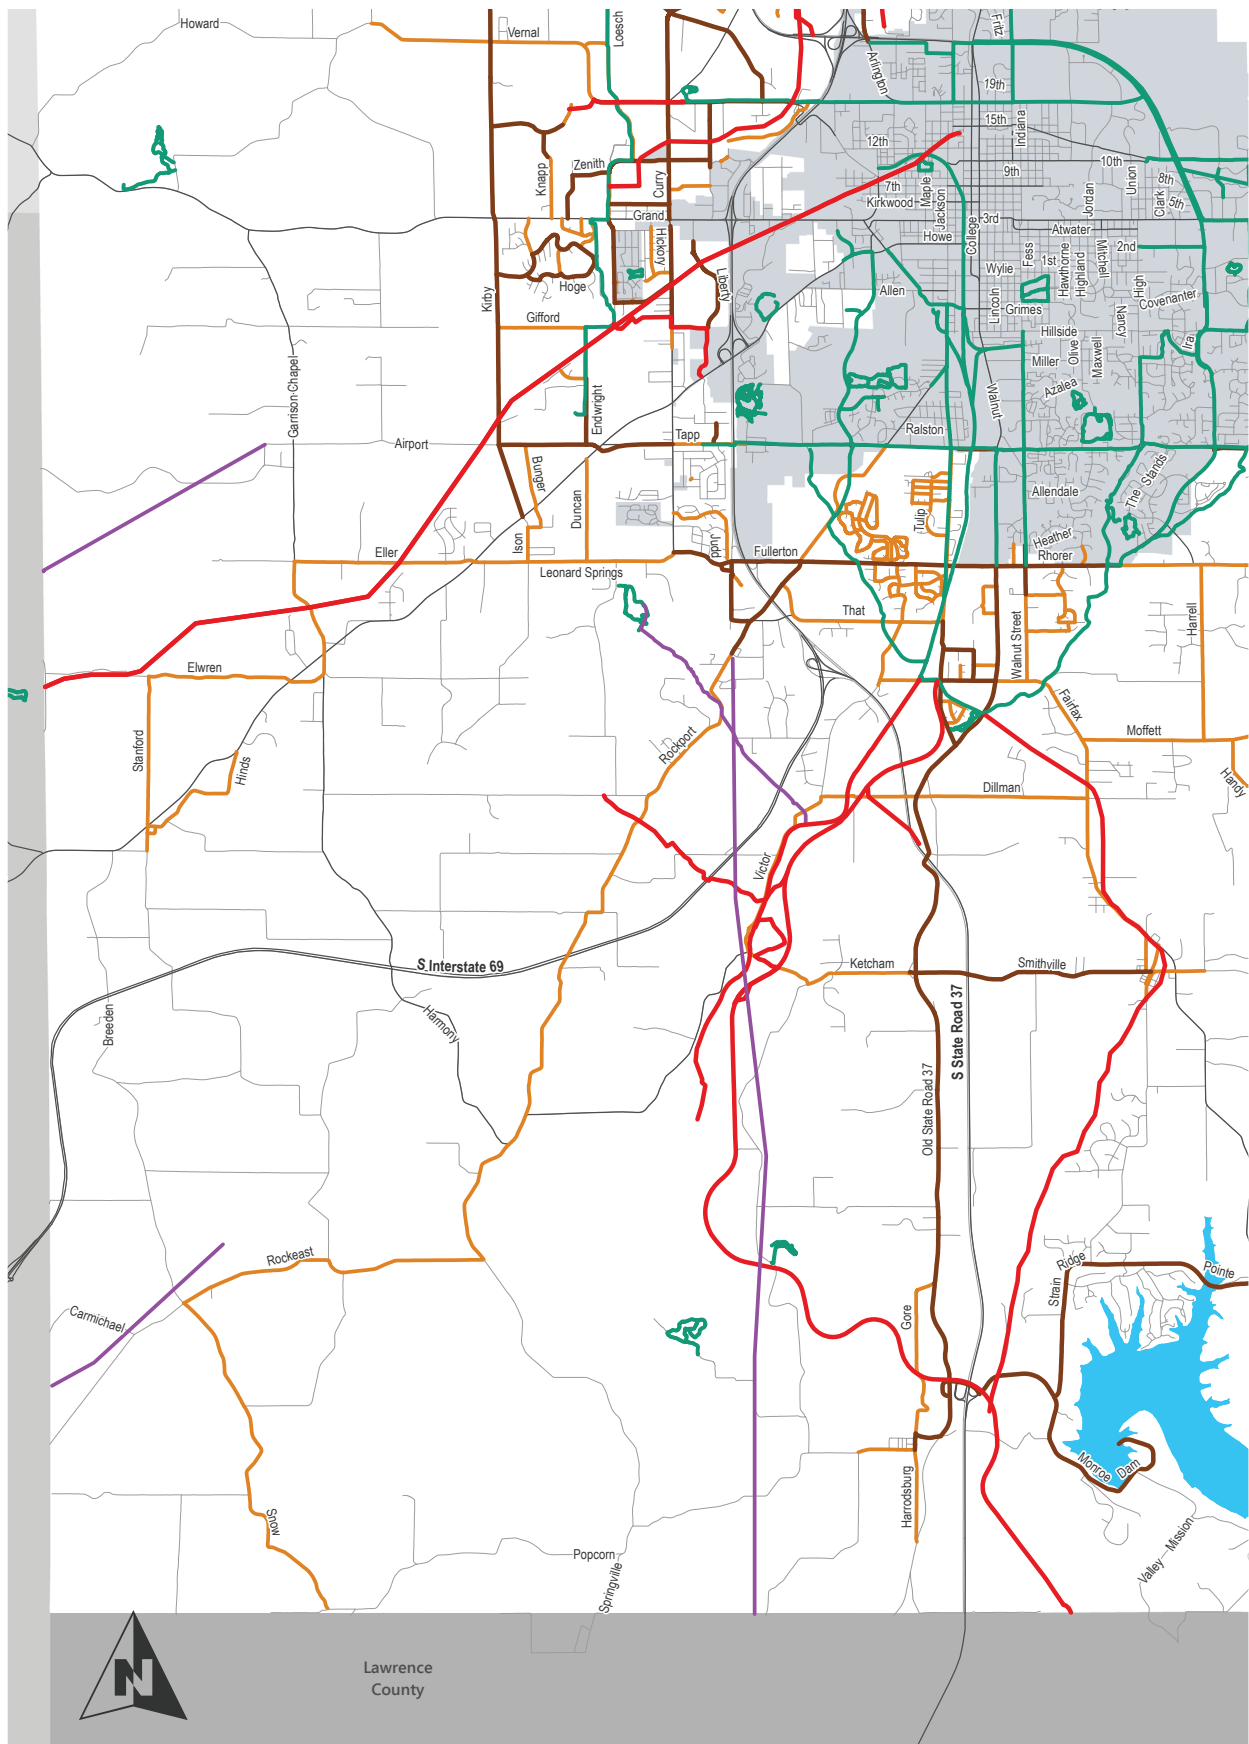 Howard
Vernal
Loesch
Fritz
Arlington
19th
15th
Indiana
12th
10th
9th
Union
8th
5th
Clark
Zenith
Knapp
Curry
7th
Maple
Jackson
Kirkwood
Jordan
Grand
3rd
Atwater
Hickory
Howe
College
2nd
Fess
1st
Hawthorne
Highland
Mitchell
Wylie
Liberty
Hoge
Kirby
Allen
Lincoln
Grimes
High
Covenanter
Nancy
Gifford
Hillside
Ira
Olive
Maxwell
Miller
Azalea
Garrison-Chapel
Endwright
Walnut
Airport
Tapp
Ralston
Bunger
Duncan
Allendale
The Stands
Tulip
Ison
Judd
Heather
Rhorer
Eller
Fullerton
Leonard Springs
That
Walnut Street
Harrell
Elwren
Fairfax
Stanford
Rockport
Moffett
Hinds
Dillman
Handy
Victor
S Interstate 69
Ketcham
Smithville
Breeden
Harmony
S State Road 37
Old State Road 37
Rockeast
Ridge
Pointe
Strain
Carmichael
Gore
Monroe
Dam
Harrodsburg
Snow
Popcorn
Springville
Valley
Mission
N
Lawrence
County